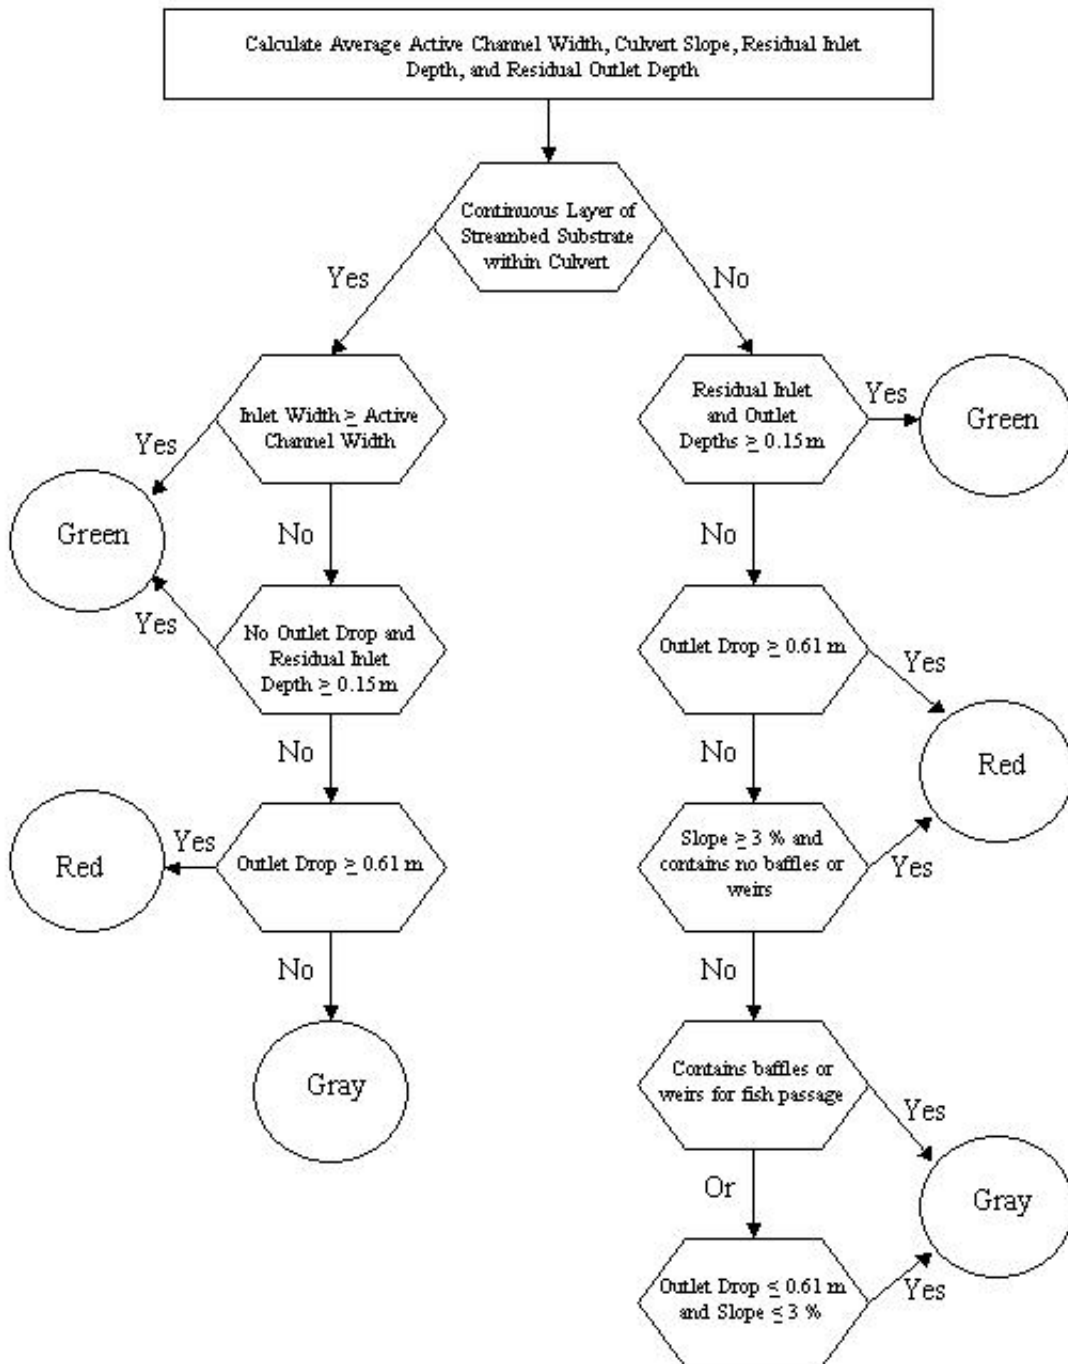 Calculate Average Active Channel Width, Culvert Slope, Residual Inlet
Depth, and Residual Outlet Depth
Continuous Layer of
Streambed Substrate
within Culvert
Yes
No
Inlet Width ≥ Active
Channel Width
Yes
Green
No
No Outlet Drop and
Residual Inlet
Depth ≥ 0.15 m
Yes
No
Outlet Drop ≥ 0.61 m
Yes
Red
No
Gray
Residual Inlet
and Outlet
Depths ≥ 0.15 m
Yes
Green
No
Outlet Drop ≥ 0.61 m
Yes
Red
No
Slope ≥ 3 % and
contains no baffles or
weirs
Yes
No
Contains baffles or
weirs for fish passage
Yes
Gray
Or
Outlet Drop ≤ 0.61 m
and Slope ≤ 3 %
Yes